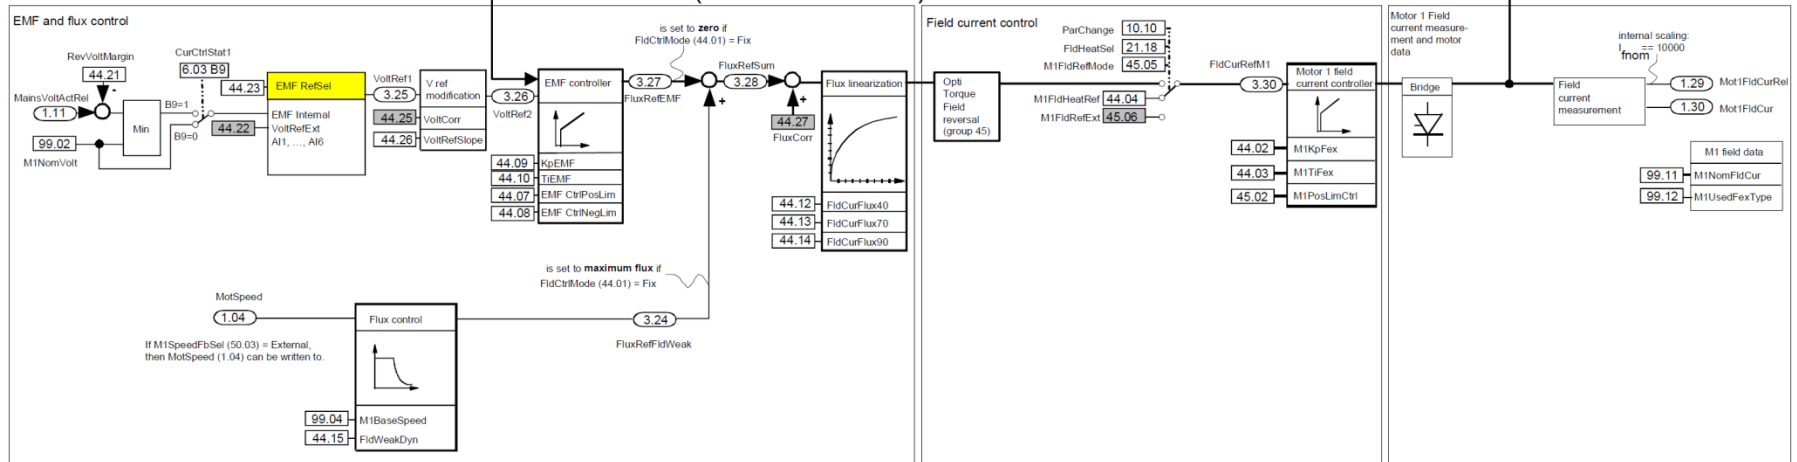 EMF and flux control
RevVoltMargin
44.21
-
MainsVoltActRel
1.11
99.02
M1NomVolt
Min
CurCtrlStat1
6.03 B9
B9=1
B9=0
44.23
EMF RefSel
44.22
EMF Internal
VoltRefExt
AI1, ..., AI6
VoltRef1
3.25
44.25
44.26
V ref
modification
VoltCorr
VoltRefSlope
3.26
VoltRef2
EMF controller
44.09
KpEMF
44.10
TiEMF
44.07
EMF CtrlPosLim
44.08
EMF CtrlNegLim
is set to zero if
FldCtrlMode (44.01) = Fix
3.27
FluxRefEMF
+
FluxRefSum
3.28
+
44.27
FluxCorr
Flux linearization
44.12
FldCurFlux40
44.13
FldCurFlux70
44.14
FldCurFlux90
is set to maximum flux if
FldCtrlMode (44.01) = Fix
MotSpeed
1.04
If M1SpeedFbSel (50.03) = External,
then MotSpeed (1.04) can be written to.
Flux control
99.04
M1BaseSpeed
44.15
FldWeakDyn
3.24
FluxRefFldWeak
Field current control
Opti
Torque
Field
reversal
(group 45)
ParChange
10.10
FldHeatSel
21.18
M1FldRefMode
45.05
M1FldHeatRef
44.04
M1FldRefExt
45.06
FldCurRefM1
3.30
Motor 1 field
current controller
44.02
M1KpFex
44.03
M1TiFex
45.02
M1PosLimCtrl
Motor 1 Field
current measure-
ment and motor
data
Bridge
internal scaling:
I fnom == 10000
Field
current
measurement
1.29
Mot1FldCurRel
1.30
Mot1FldCur
M1 field data
99.11
M1NomFldCur
99.12
M1UsedFexType